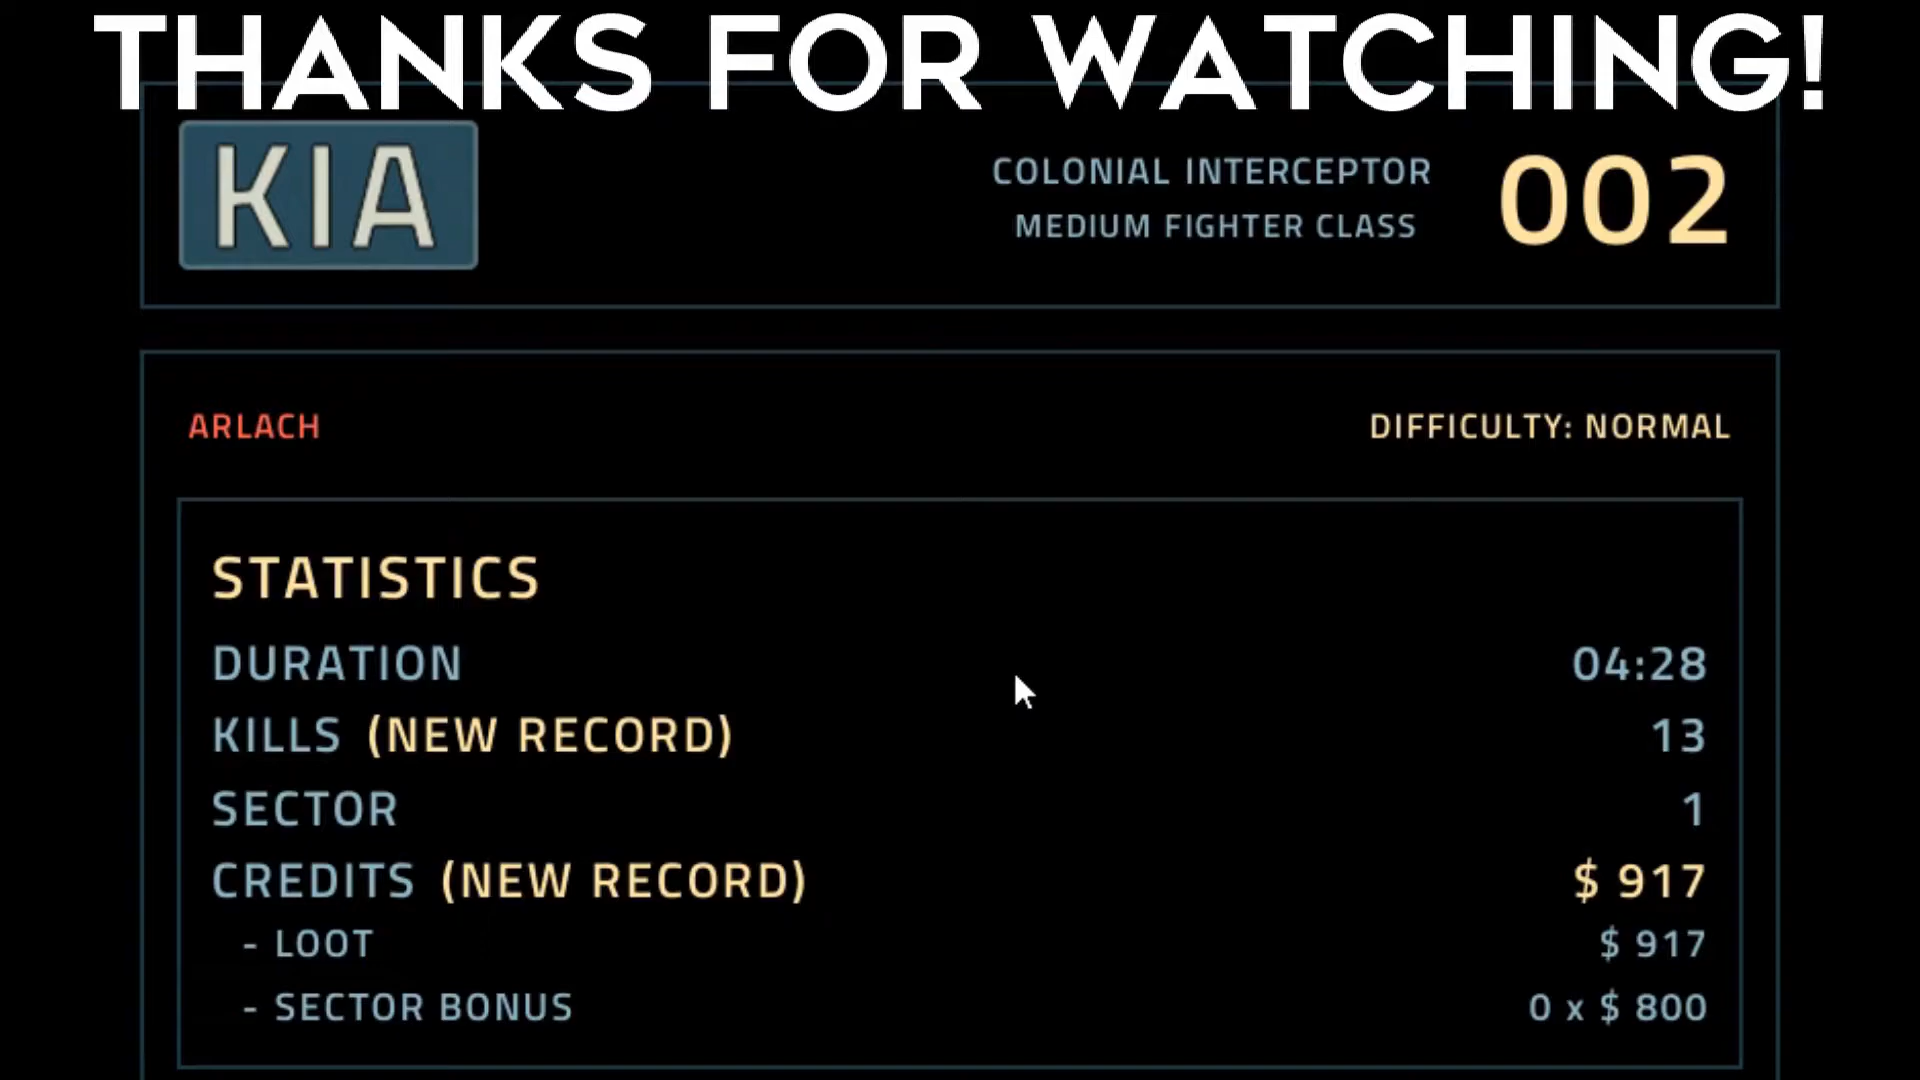 THANKS FOR WATCHING!
KIA
COLONIAL INTERCEPTOR
MEDIUM FIGHTER CLASS
002
ARLACH
DIFFICULTY: NORMAL
STATISTICS
DURATION 04:28
KILLS (NEW RECORD) 13
SECTOR 1
CREDITS (NEW RECORD) $ 917
- LOOT $ 917
- SECTOR BONUS 0 x $ 800